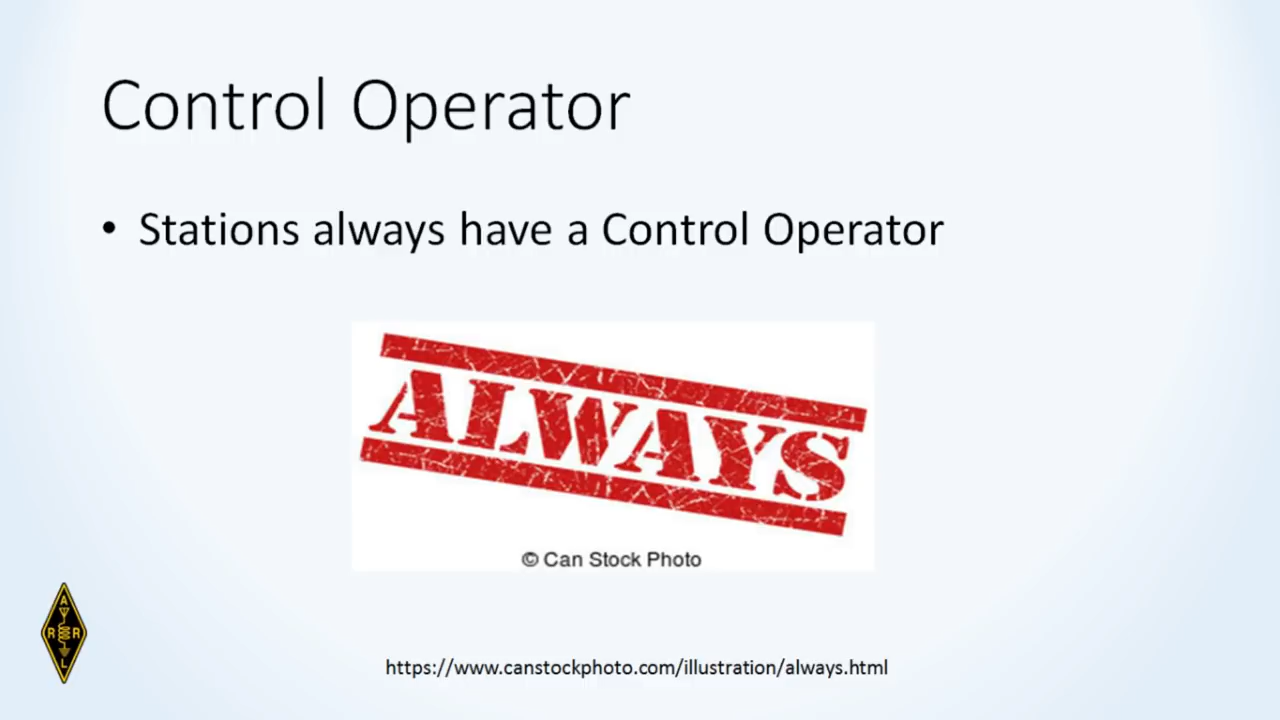 Control Operator
• Stations always have a Control Operator
ALWAYS
© Can Stock Photo
A
R R
L
https://www.canstockphoto.com/illustration/always.html